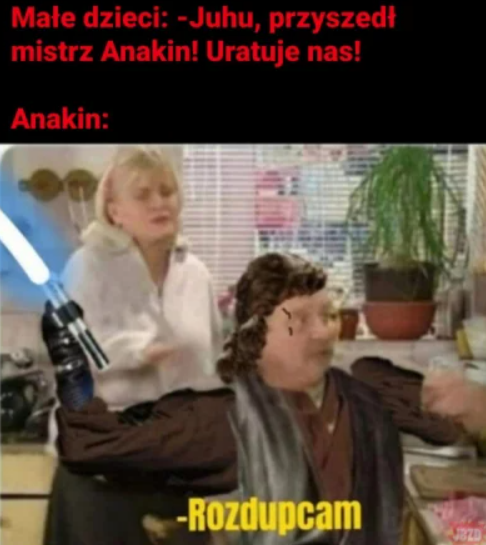 Małe dzieci: -Juhu, przyszedł
mistrz Anakin! Uratuje nas!
Anakin:
-Rozdupcam